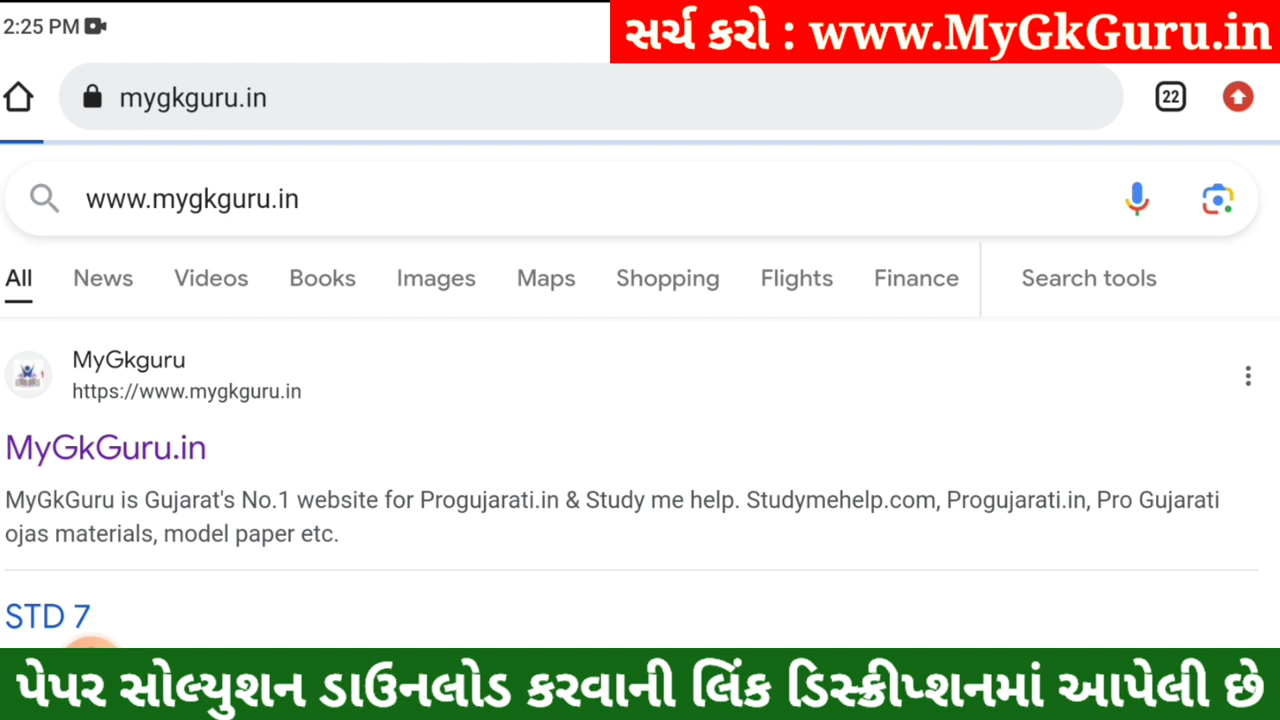 2:25 PM
સર્ચ કરો : www.MyGkGuru.in
mygkguru.in
22
www.mygkguru.in
All News Videos Books Images Maps Shopping Flights Finance Search tools
MyGkguru
https://www.mygkguru.in
MyGkGuru.in
MyGkGuru is Gujarat's No.1 website for Progujarati.in & Study me help. Studymehelp.com, Progujarati.in, Pro Gujarati
ojas materials, model paper etc.
STD 7
પેપર સોલ્યુશન ડાઉનલોડ કરવાની લિંક ડિસ્ક્રીપ્શનમાં આપેલી છે